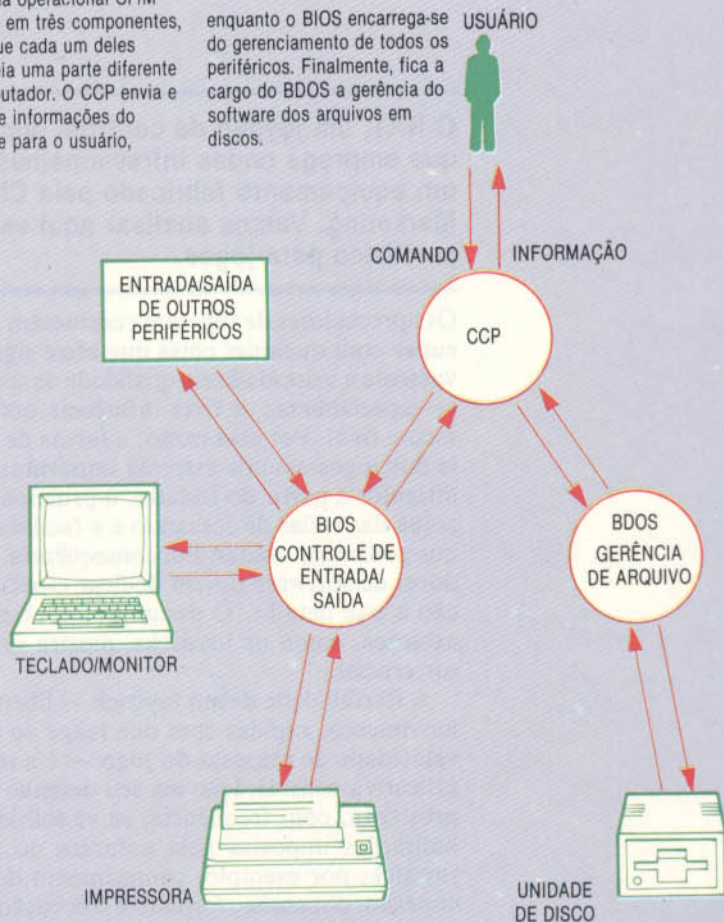 em três componentes,
que cada um deles
uma parte diferente
O CCP envia e
informações do
para o usuário,
enquanto o BIOS encarrega-se
do gerenciamento de todos os
periféricos. Finalmente, fica a
cargo do BDOS a gerência do
software dos arquivos em
discos.
USUÁRIO
COMANDO
INFORMAÇÃO
CCP
ENTRADA/SAÍDA
DE OUTROS
PERIFÉRICOS
BIOS
CONTROLE DE
ENTRADA/
SAÍDA
BDOS
GERÊNCIA
DE ARQUIVO
TECLADO/MONITOR
IMPRESSORA
UNIDADE
DE DISCO